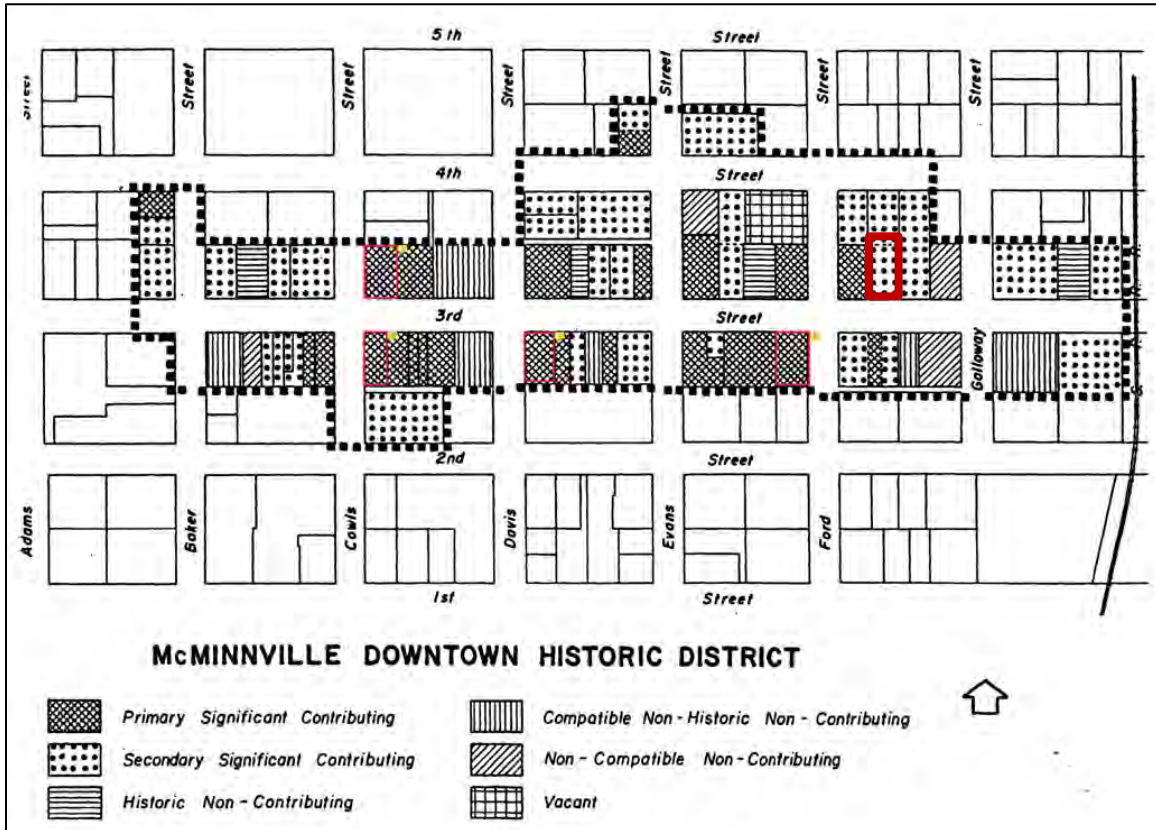 5th Street
Street
Street
Street
Street
Street
Street
4th Street
3rd Street
Galloway
2nd Street
Adams
Baker
Cowls
Davis
Evans
Ford
1st Street
McMINNVILLE DOWNTOWN HISTORIC DISTRICT
Primary Significant Contributing
Compatible Non-Historic Non-Contributing
Secondary Significant Contributing
Non-Compatible Non-Contributing
Historic Non-Contributing
Vacant